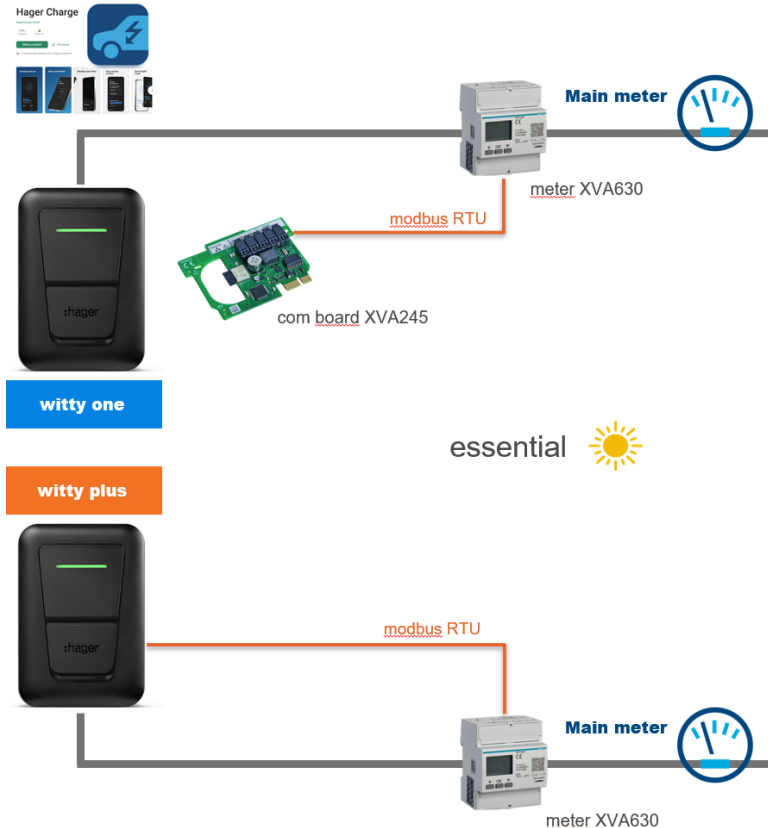 Hager Charge
Main meter
meter XVA630
modbus RTU
com board XVA245
:hager
witty one
essential
witty plus
:hager
modbus RTU
Main meter
meter XVA630